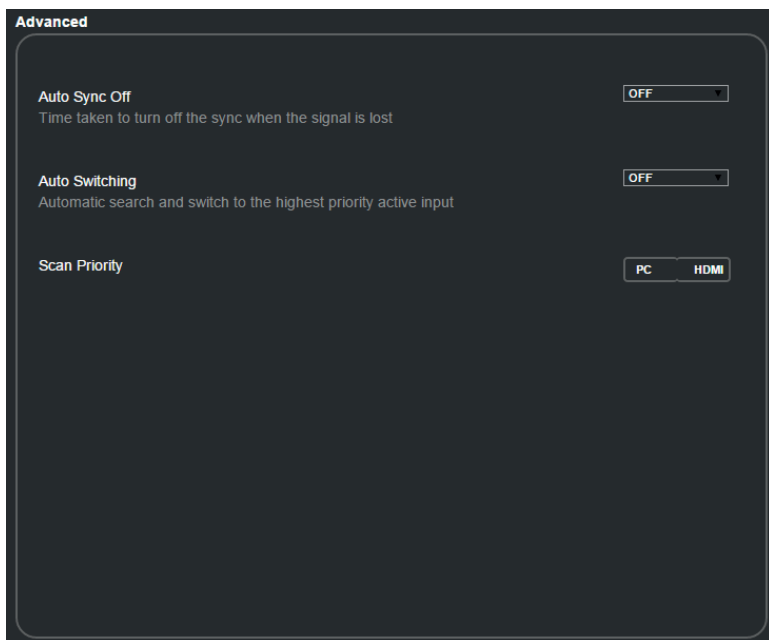 Advanced
Auto Sync Off
OFF
Time taken to turn off the sync when the signal is lost
Auto Switching
OFF
Automatic search and switch to the highest priority active input
Scan Priority
PC HDMI